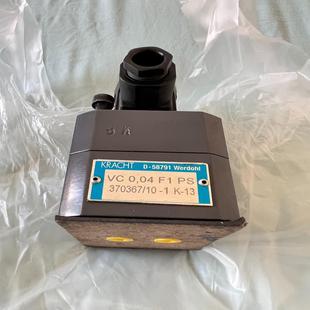 KRACHT D-58791 Werdohl
VC 0,04 F1 PS
370367/10-1 K-13